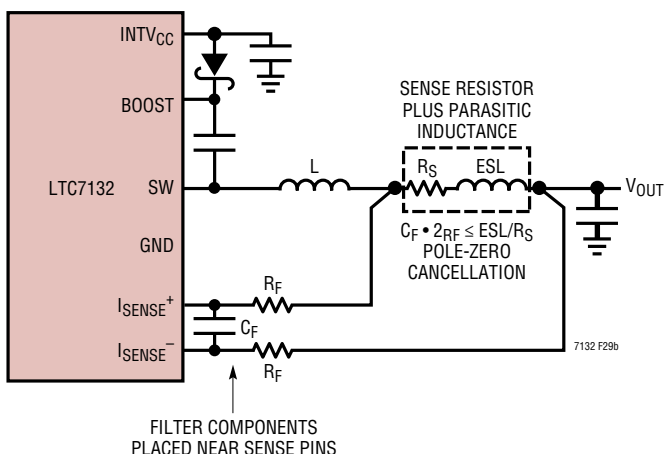 INTVCC
BOOST
LTC7132
SW
GND
ISENSE+
ISENSE–
L
SENSE RESISTOR
PLUS PARASITIC
INDUCTANCE
RS
ESL
VOUT
CF • 2RF ≤ ESL/RS
POLE-ZERO
CANCELLATION
RF
CF
RF
7132 F29b
FILTER COMPONENTS
PLACED NEAR SENSE PINS